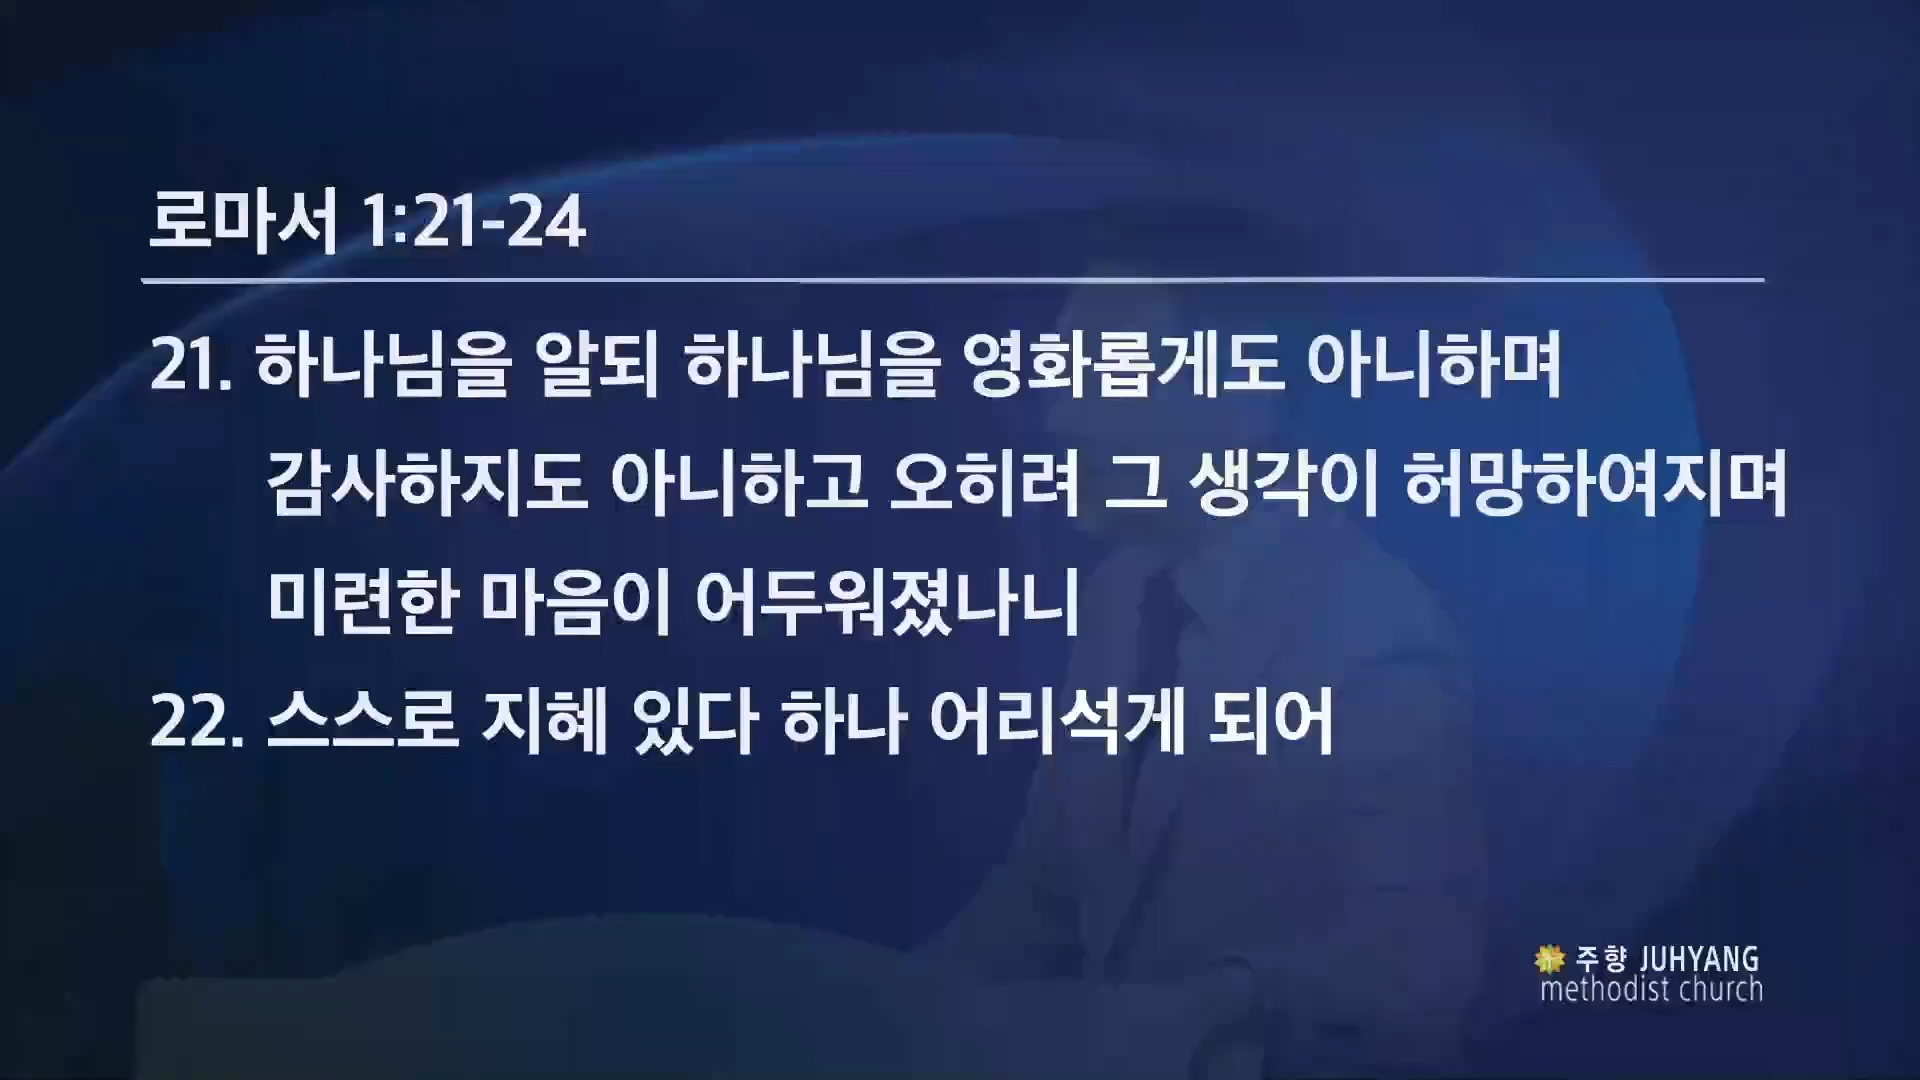 로마서 1:21-24
21. 하나님을 알되 하나님을 영화롭게도 아니하며
감사하지도 아니하고 오히려 그 생각이 허망하여지며
미련한 마음이 어두워졌나니
22. 스스로 지혜 있다 하나 어리석게 되어
주향 JUHYANG
methodist church